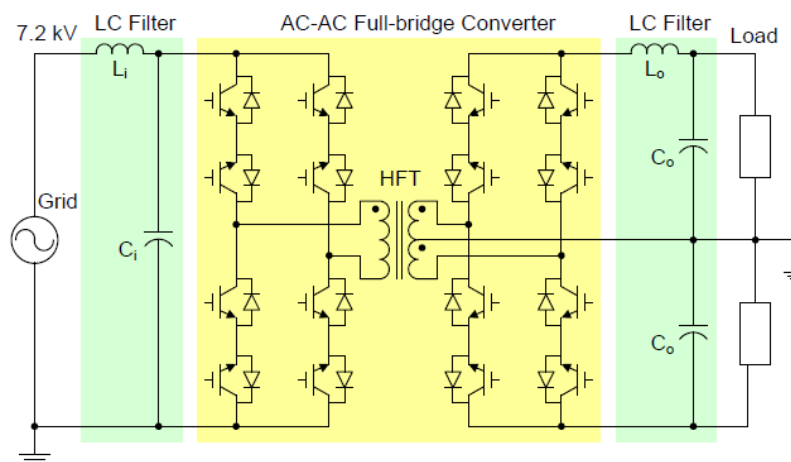 LC Filter
AC-AC Full-bridge Converter
LC Filter
7.2 kV
Load
Lᵢ
Lₒ
HFT
Cₒ
Grid
Cᵢ
Cₒ